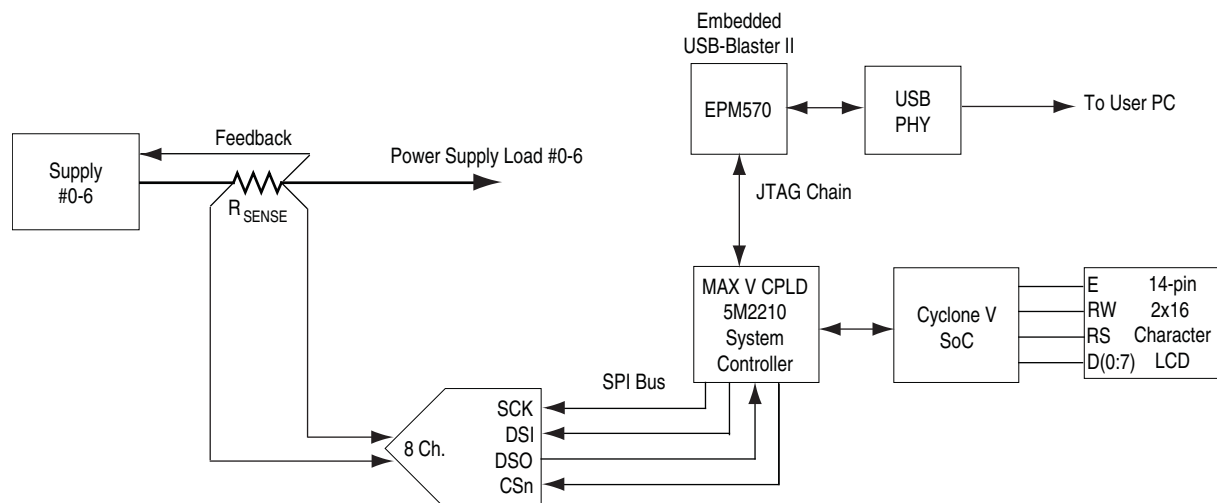 Embedded
USB-Blaster II
EPM570
USB
PHY
To User PC
Feedback
Supply
#0-6
Power Supply Load #0-6
R SENSE
JTAG Chain
MAX V CPLD
5M2210
System
Controller
Cyclone V
SoC
E
RW
RS
D(0:7)
14-pin
2x16
Character
LCD
SPI Bus
8 Ch.
SCK
DSI
DSO
CSn